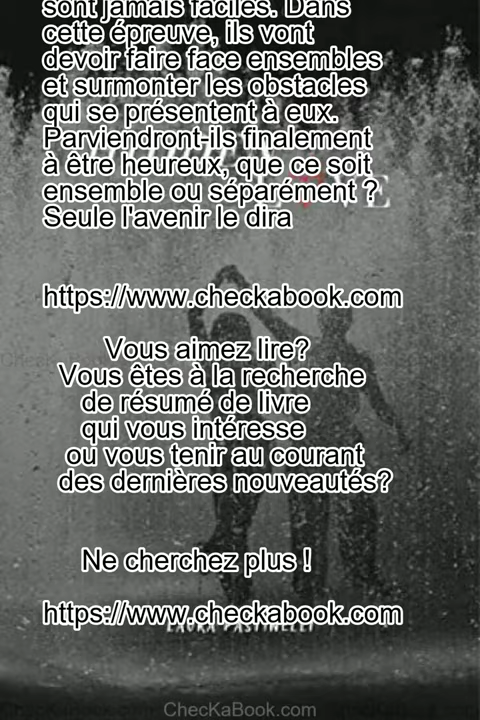 sont jamais faciles. Dans
cette épreuve, ils vont
devoir faire face ensembles
et surmonter les obstacles
qui se présentent à eux.
Parviendront-ils finalement
à être heureux, que ce soit
ensemble ou séparément ?
Seule l'avenir le dira
https://www.checkabook.com
Vous aimez lire?
Vous êtes à la recherche
de résumé de livre
qui vous intéresse
ou vous tenir au courant
des dernières nouveautés?
Ne cherchez plus !
https://www.checkabook.com
CheCKaBook.com